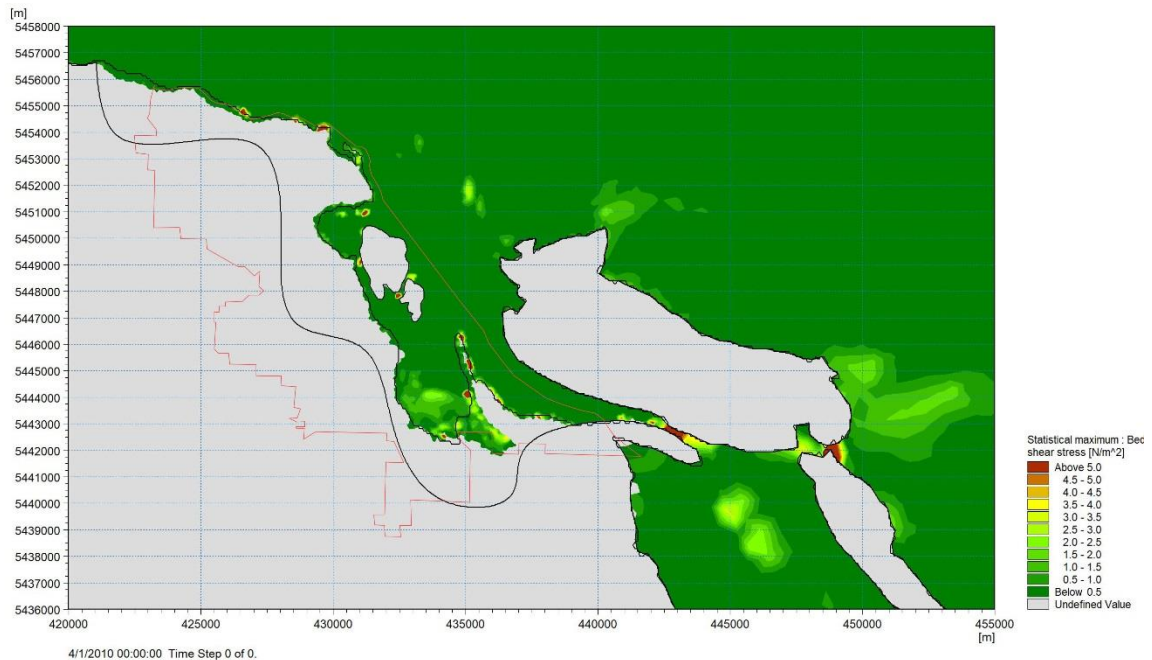 [m]
5458000
5457000
5456000
5455000
5454000
5453000
5452000
5451000
5450000
5449000
5448000
5447000
5446000
5445000
5444000
5443000
5442000
5441000
5440000
5439000
5438000
5437000
5436000
420000 425000 430000 435000 440000 445000 450000 455000
[m]
4/1/2010 00:00:00 Time Step 0 of 0.
Statistical maximum : Bed
shear stress [N/m^2]
Above 5.0
4.5 - 5.0
4.0 - 4.5
3.5 - 4.0
3.0 - 3.5
2.5 - 3.0
2.0 - 2.5
1.5 - 2.0
1.0 - 1.5
0.5 - 1.0
Below 0.5
Undefined Value